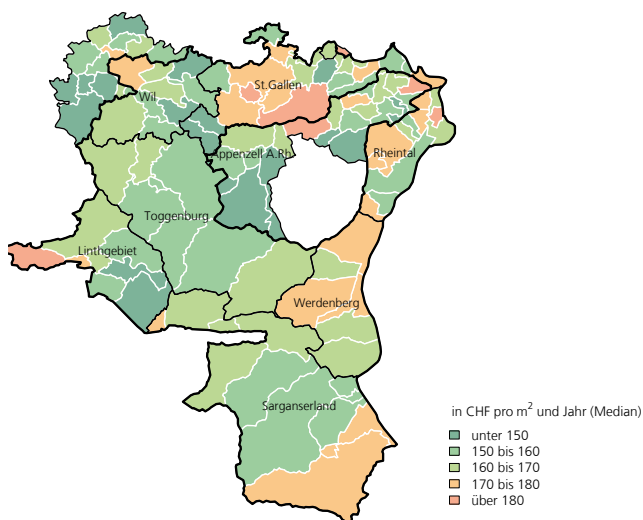 St.Gallen
Wil
Appenzell A.Rh.
Rheintal
Toggenburg
Linthgebiet
Werdenberg
Sarganserland
in CHF pro m² und Jahr (Median)
unter 150
150 bis 160
160 bis 170
170 bis 180
über 180